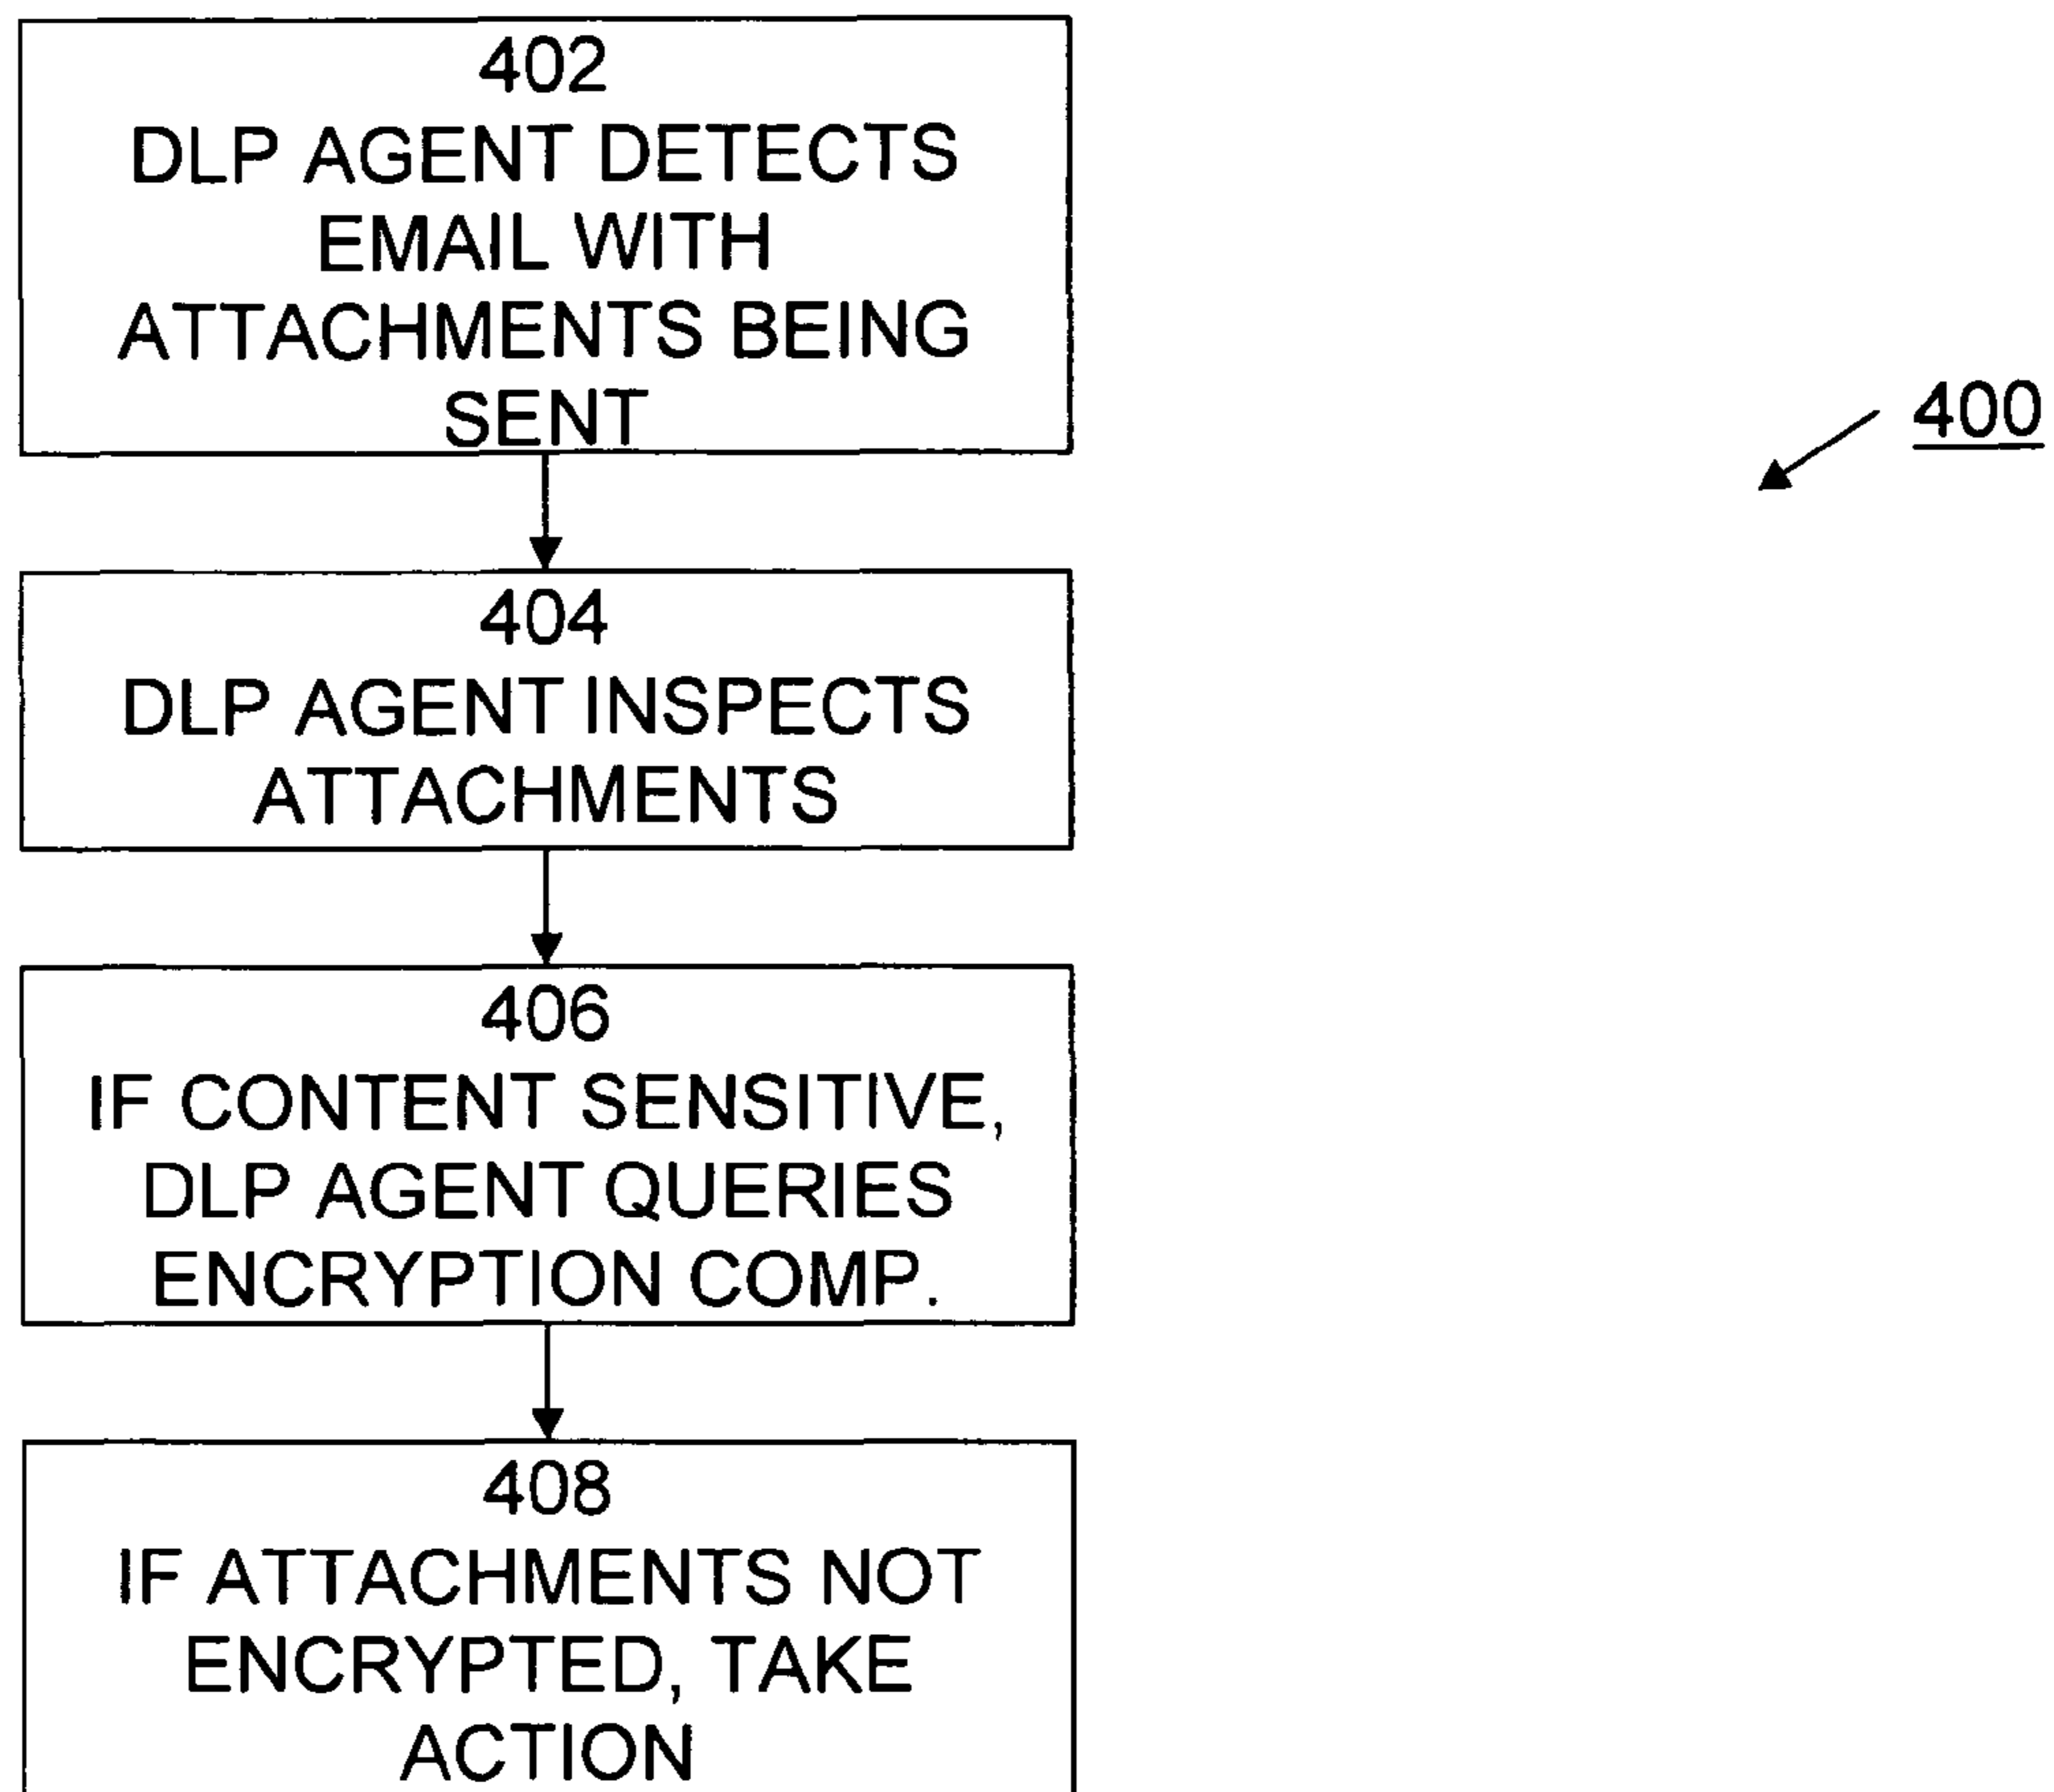 402
DLP AGENT DETECTS
EMAIL WITH
ATTACHMENTS BEING
SENT
400
404
DLP AGENT INSPECTS
ATTACHMENTS
406
IF CONTENT SENSITIVE,
DLP AGENT QUERIES
ENCRYPTION COMP.
408
IF ATTACHMENTS NOT
ENCRYPTED, TAKE
ACTION